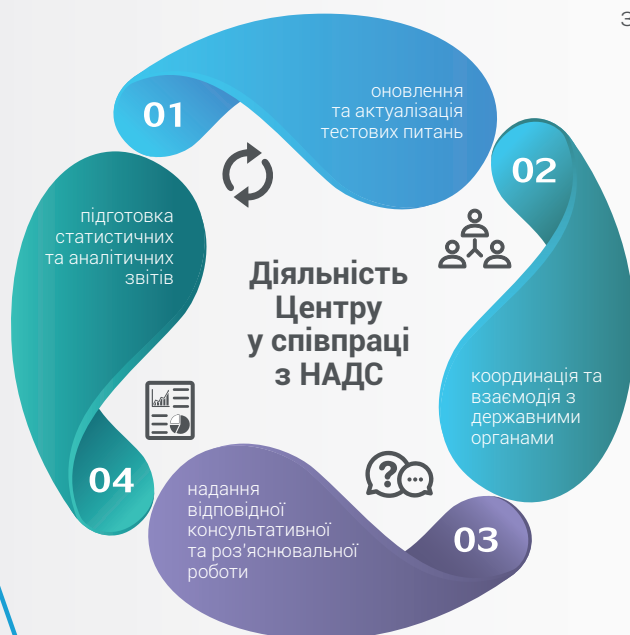 З
01
оновлення
та актуалізація
тестових питань
02
підготовка
статистичних
та аналітичних
звітів
Діяльність
Центру
у співпраці
з НАДС
координація та
взаємодія з
державними
органами
04
надання
відповідної
консультативної
та роз'яснювальної
роботи
03